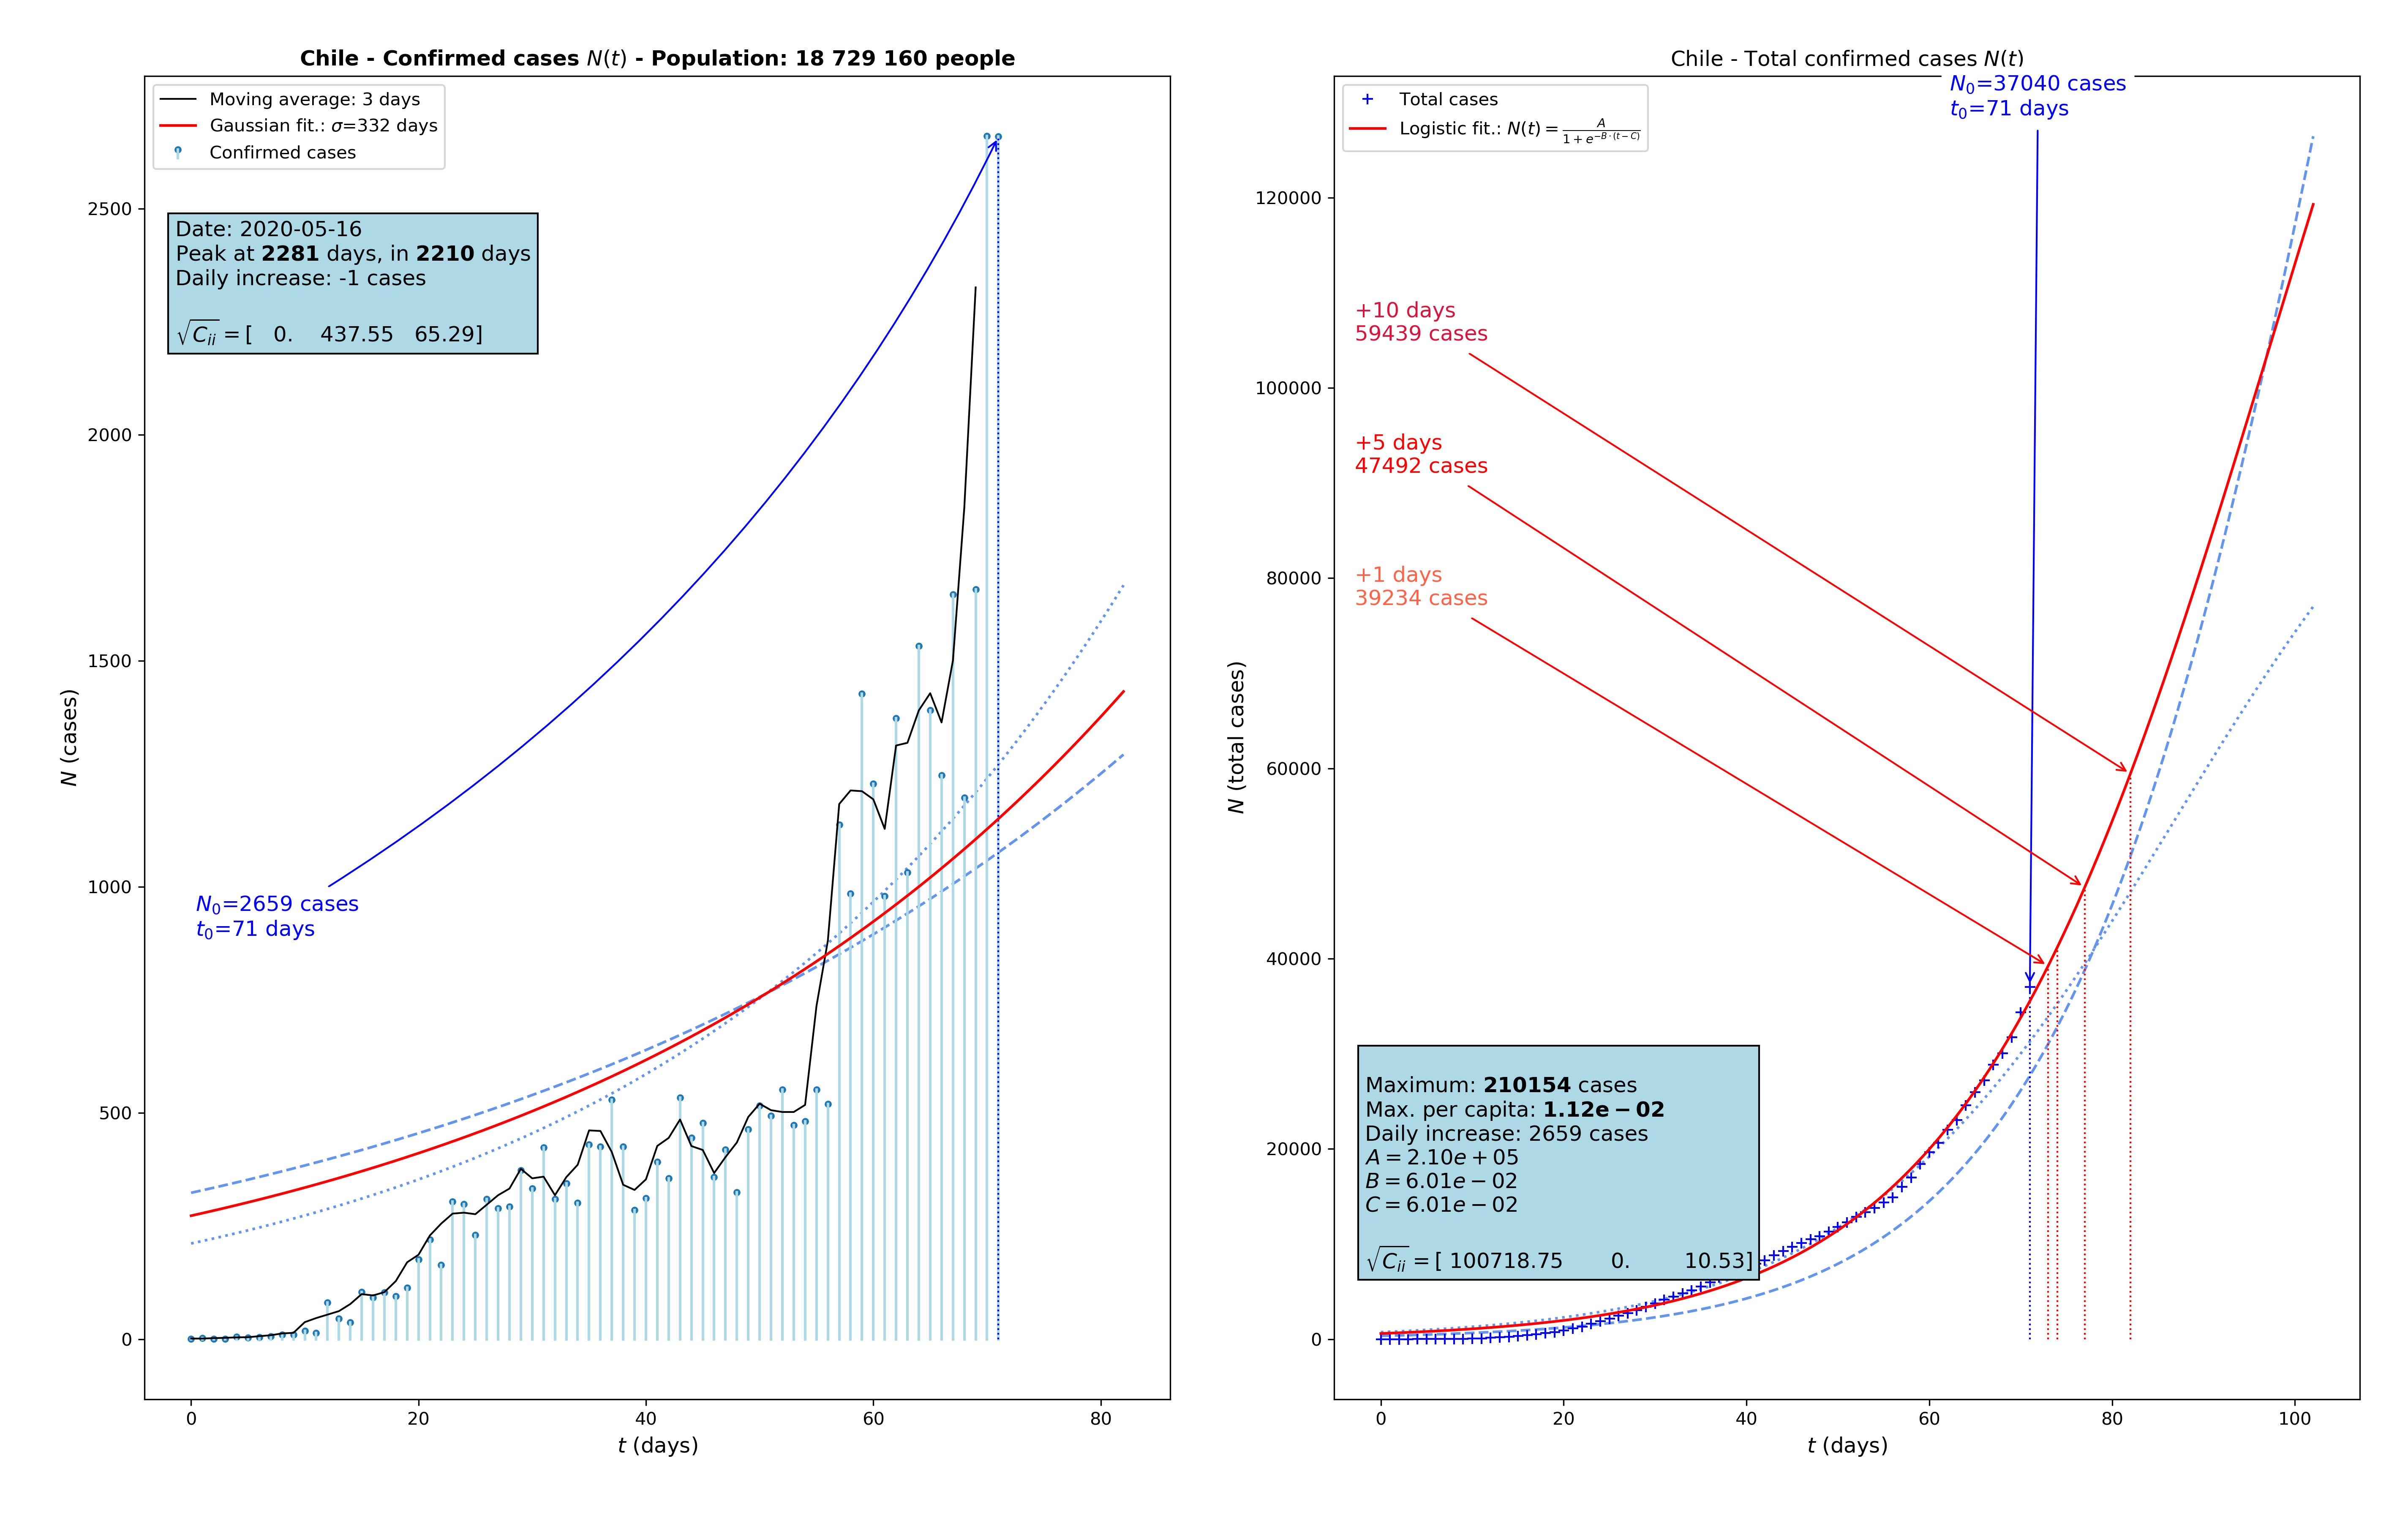 Chile - Confirmed cases N(t) - Population: 18 729 160 people
Moving average: 3 days
Gaussian fit.: σ=332 days
Confirmed cases
Date: 2020-05-16
Peak at 2281 days, in 2210 days
Daily increase: -1 cases
√C_ii = [ 0. 437.55 65.29]
N₀=2659 cases
t₀=71 days
2500
2000
1500
1000
500
0
N (cases)
0 20 40 60 80
t (days)
Chile - Total confirmed cases N(t)
N₀=37040 cases
t₀=71 days
Total cases
Logistic fit.: N(t) = A / (1 + e^(−B·(t−C)))
+10 days
59439 cases
+5 days
47492 cases
+1 days
39234 cases
Maximum: 210154 cases
Max. per capita: 1.12e − 02
Daily increase: 2659 cases
A = 2.10e + 05
B = 6.01e − 02
C = 6.01e − 02
√C_ii = [ 100718.75 0. 10.53]
120000
100000
80000
60000
40000
20000
0
N (total cases)
0 20 40 60 80 100
t (days)